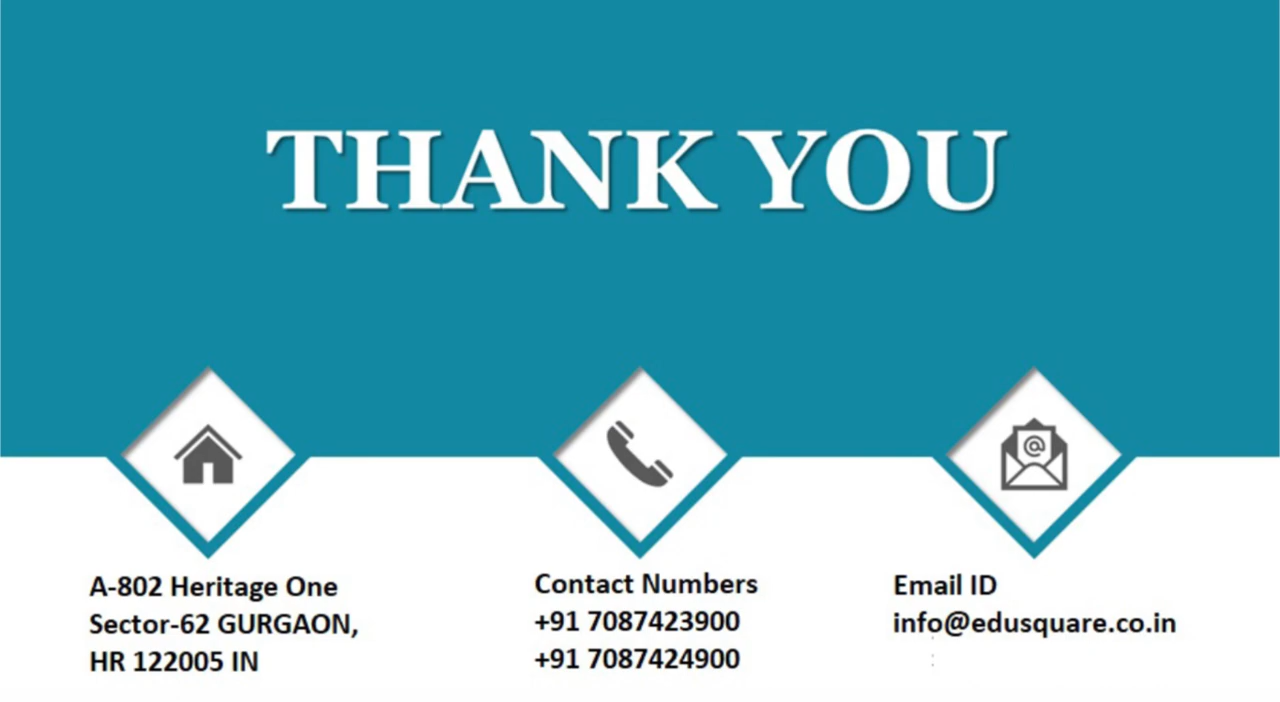 THANK YOU
A-802 Heritage One
Sector-62 GURGAON,
HR 122005 IN
Contact Numbers
+91 7087423900
+91 7087424900
Email ID
info@edusquare.co.in